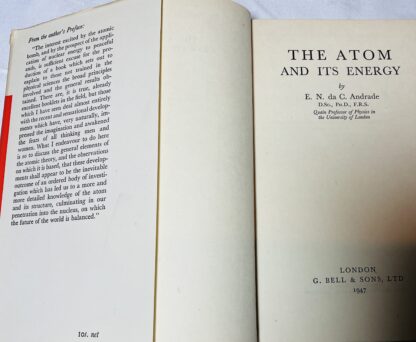 From the author's Preface:
"The interest excited by the atomic
bomb, and by the prospect of the appli-
cation of nuclear energy to peaceful
ends, is sufficient excuse for the pro-
duction of a book which sets out to
explain to those not trained in the
physical sciences the broad principles
involved and the general results ob-
tained. There are, it is true, already
excellent booklets in the field, but those
which I have seen deal almost entirely
with the recent and sensational develop-
ments which have, very naturally, im-
pressed the imagination and awakened
the fears of all thinking men and
women. What I endeavour to do here
is to discuss the general elements of
the atomic theory, and the observations
on which it is based, that these develop-
ments shall appear to be the inevitable
outcome of an ordered body of investi-
gation which has led us to a more and
more detailed knowledge of the atom
and its structure, culminating in our
penetration into the nucleus, on which
the future of the world is balanced."
10s. net
THE ATOM
AND ITS ENERGY
by
E. N. da C. Andrade
D.Sc., Ph.D., F.R.S.
Quain Professor of Physics in
the University of London
LONDON
G. BELL & SONS, LTD
1947